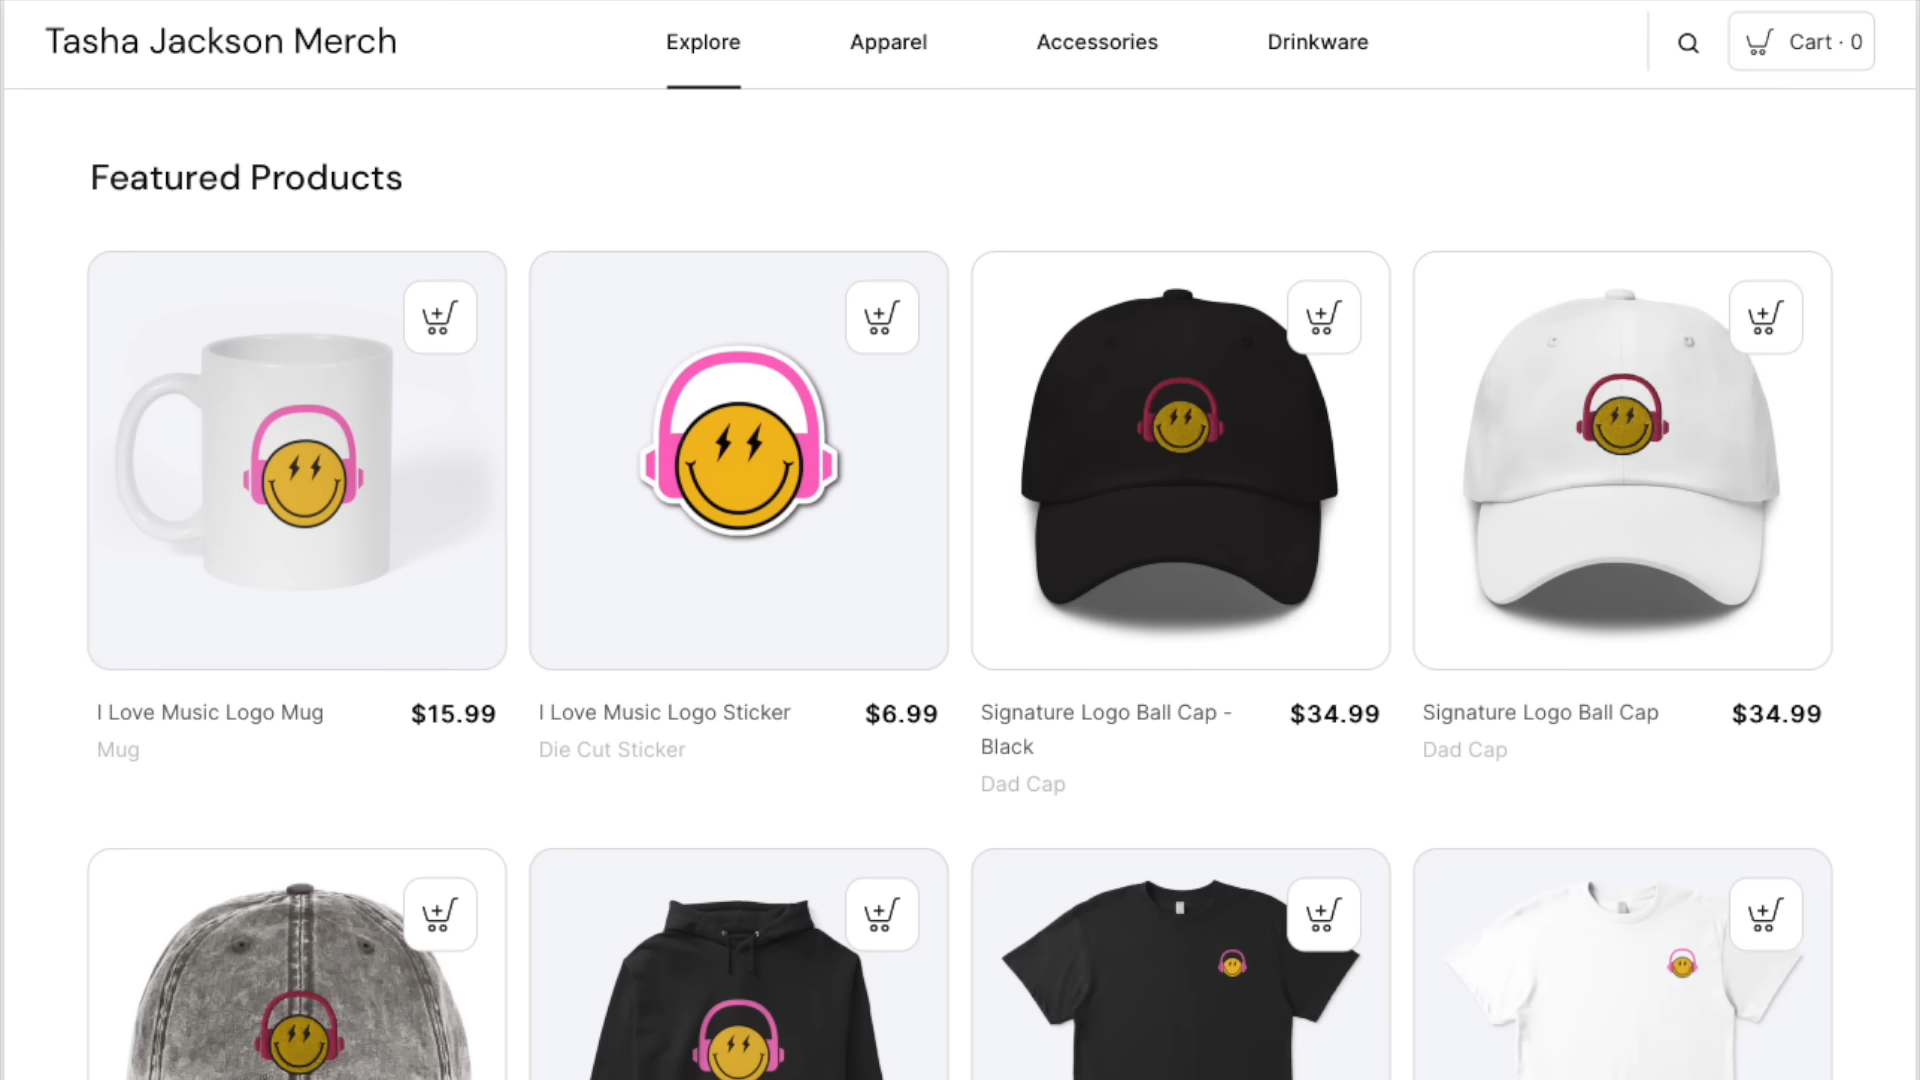 Tasha Jackson Merch
Explore
Apparel
Accessories
Drinkware
Cart · 0
Featured Products
I Love Music Logo Mug
$15.99
Mug
I Love Music Logo Sticker
$6.99
Die Cut Sticker
Signature Logo Ball Cap -
Black
$34.99
Dad Cap
Signature Logo Ball Cap
$34.99
Dad Cap